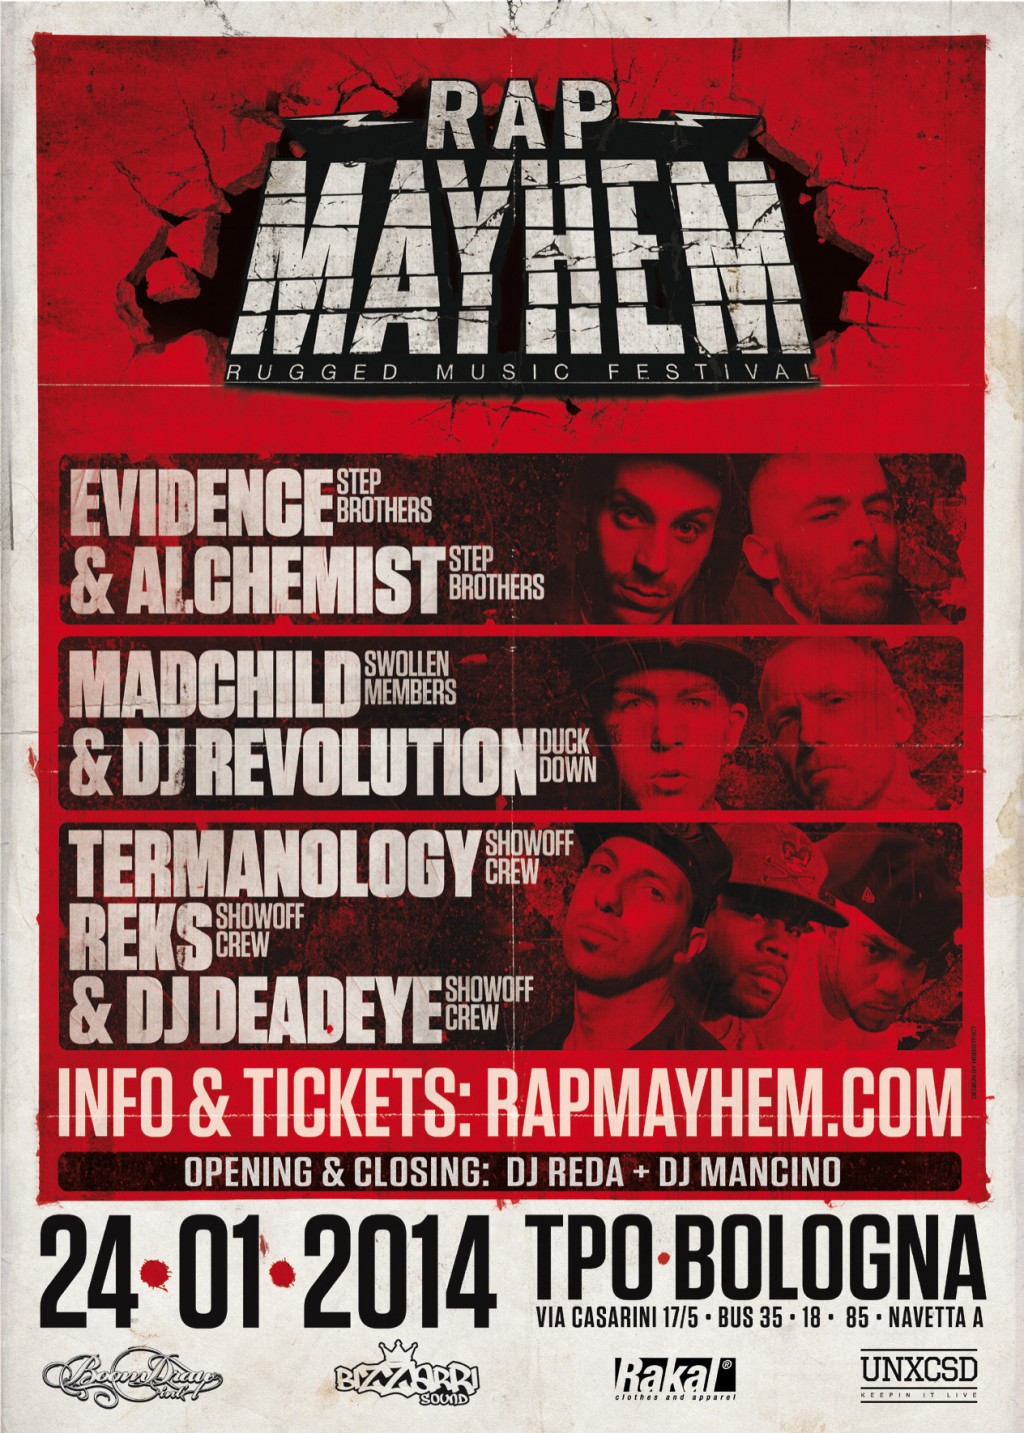 RAP
MAYHEM
RUGGED MUSIC FESTIVAL
EVIDENCE STEP BROTHERS
& ALCHEMIST STEP BROTHERS
MADCHILD SWOLLEN MEMBERS
& DJ REVOLUTION DUCK DOWN
TERMANOLOGY SHOWOFF CREW
REKS SHOWOFF CREW
& DJ DEADEYE SHOWOFF CREW
INFO & TICKETS: RAPMAYHEM.COM
OPENING & CLOSING: DJ REDA + DJ MANCINO
24•01•2014
TPO•BOLOGNA
VIA CASARINI 17/5 • BUS 35 • 18 • 85 • NAVETTA A
BoomDraw
ink
BIZZARRI
SOUND
Rakal®
clothes and apparel
UNXCSD
KEEPIN IT LIVE